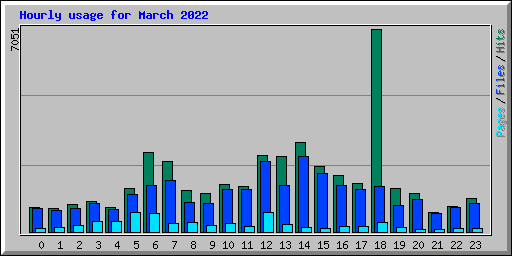 Hourly usage for March 2022
7051
Pages/Files/Hits
0 1 2 3 4 5 6 7 8 9 10 11 12 13 14 15 16 17 18 19 20 21 22 23